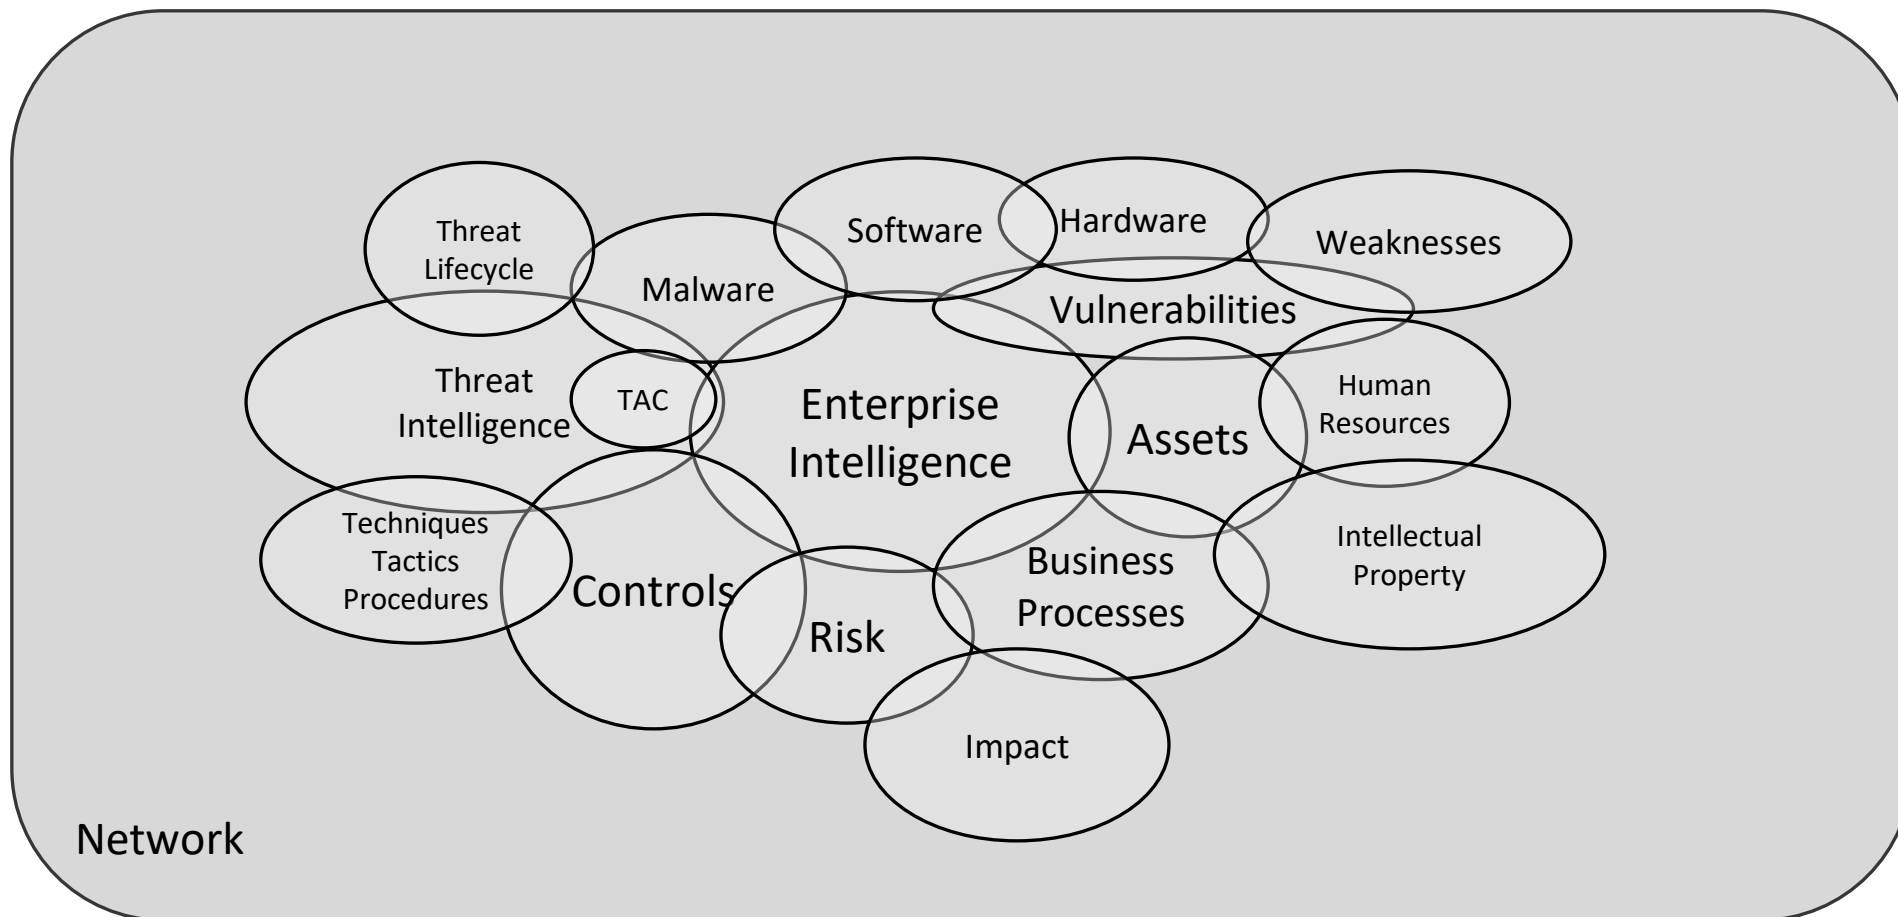 Threat
Lifecycle
Malware
Software
Hardware
Weaknesses
Vulnerabilities
Threat
Intelligence
TAC
Enterprise
Intelligence
Assets
Human
Resources
Techniques
Tactics
Procedures
Controls
Risk
Business
Processes
Intellectual
Property
Impact
Network